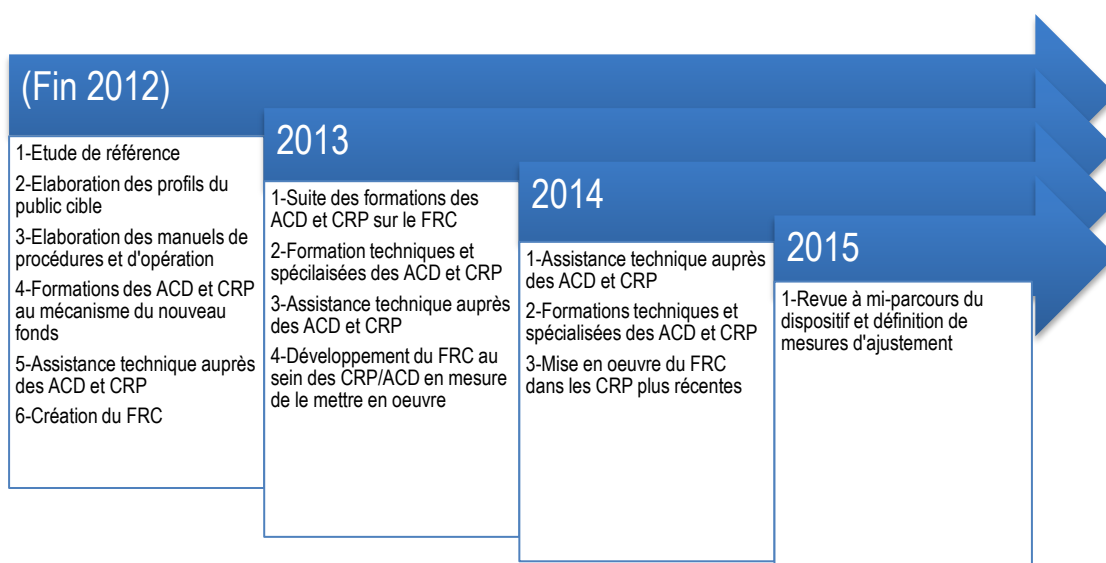 (Fin 2012)
1-Etude de référence
2-Elaboration des profils du
public cible
3-Elaboration des manuels de
procédures et d'opération
4-Formations des ACD et CRP
au mécanisme du nouveau
fonds
5-Assistance technique auprès
des ACD et CRP
6-Création du FRC
2013
1-Suite des formations des
ACD et CRP sur le FRC
2-Formation techniques et
spécilaisées des ACD et CRP
3-Assistance technique auprès
des ACD et CRP
4-Développement du FRC au
sein des CRP/ACD en mesure
de le mettre en oeuvre
2014
1-Assistance technique auprès
des ACD et CRP
2-Formations techniques et
spécialisées des ACD et CRP
3-Mise en oeuvre du FRC
dans les CRP plus récentes
2015
1-Revue à mi-parcours du
dispositif et définition de
mesures d'ajustement